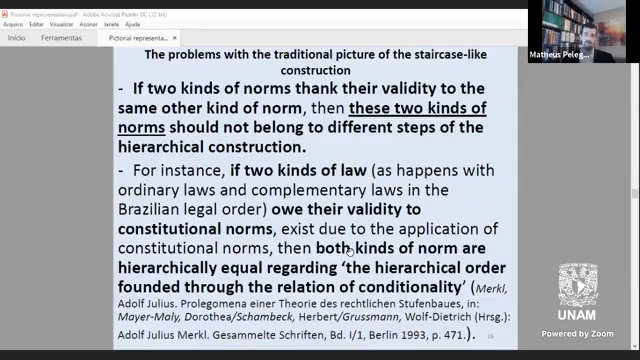 Pictorial representation.pdf - Adobe Acrobat Reader DC (32-bit)
Arquivo Editar Visualizar Assinar Janela Ajuda
Início Ferramentas Pictorial representa... ×
Matheus Peleg...
The problems with the traditional picture of the staircase-like
construction
- If two kinds of norms thank their validity to the
same other kind of norm, then these two kinds of
norms should not belong to different steps of the
hierarchical construction.
- For instance, if two kinds of law (as happens with
ordinary laws and complementary laws in the
Brazilian legal order) owe their validity to
constitutional norms, exist due to the application of
constitutional norms, then both kinds of norm are
hierarchically equal regarding ‘the hierarchical order
founded through the relation of conditionality’ (Merkl,
Adolf Julius. Prolegomena einer Theorie des rechtlichen Stufenbaues, in:
Mayer-Maly, Dorothea/Schambeck, Herbert/Grussmann, Wolf-Dietrich (Hrsg.):
Adolf Julius Merkl. Gesammelte Schriften, Bd. I/1, Berlin 1993, p. 471.).
UNAM
Powered by Zoom